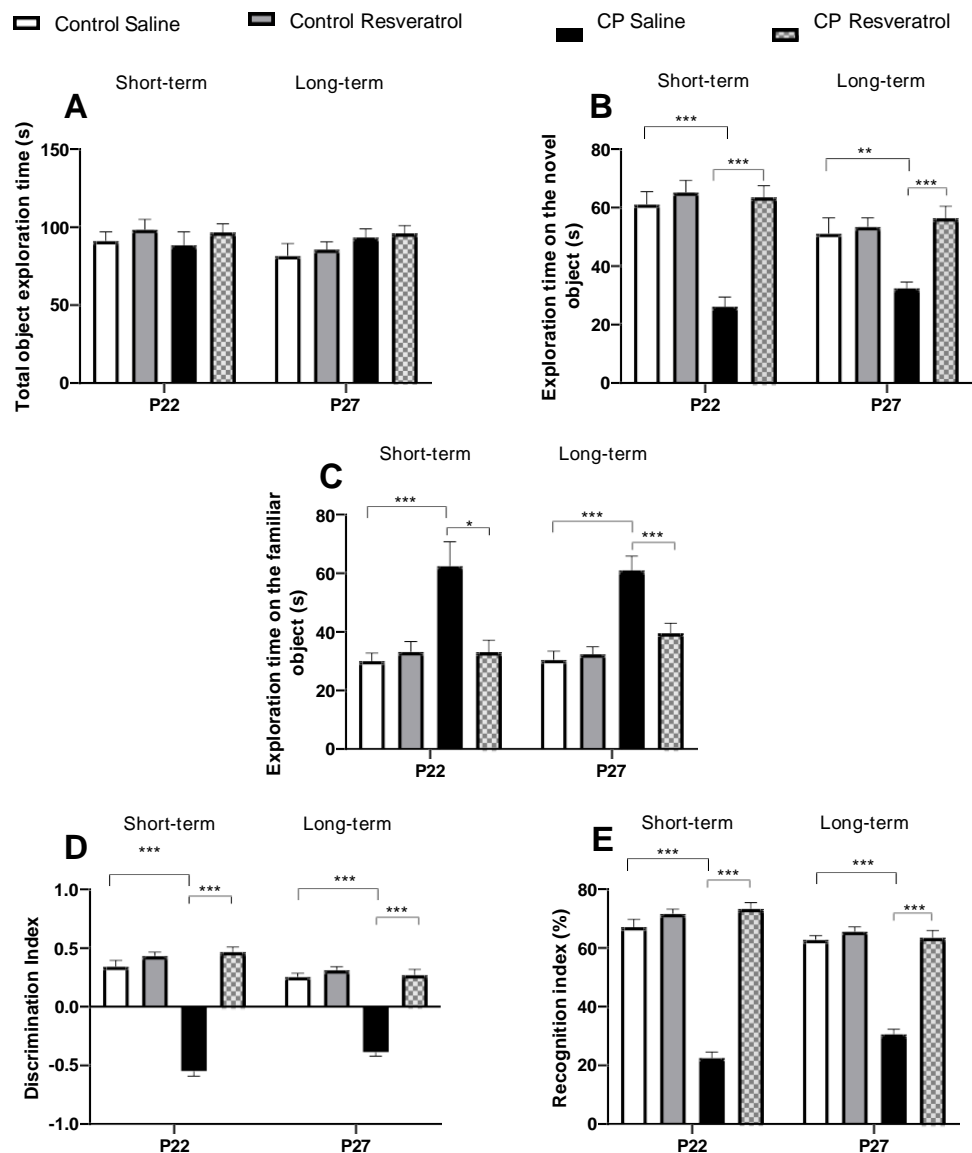 Control Saline
Control Resveratrol
CP Saline
CP Resveratrol
A
Short-term
Long-term
Total object exploration time (s)
150
100
50
0
P22
P27
B
Short-term
Long-term
Exploration time on the novel
object (s)
80
60
40
20
0
***
***
**
***
P22
P27
C
Short-term
Long-term
Exploration time on the familiar
object (s)
80
60
40
20
0
***
*
***
***
P22
P27
D
Short-term
Long-term
Discrimination Index
1.0
0.5
0.0
-0.5
-1.0
***
***
***
***
P22
P27
E
Short-term
Long-term
Recognition index (%)
80
60
40
20
0
***
***
***
***
P22
P27